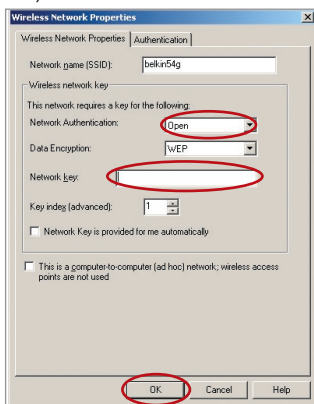 Wireless Network Properties
Wireless Network Properties Authentication
Network name (SSID): belkin54g
Wireless network key
This network requires a key for the following:
Network Authentication: Open
Data Encryption: WEP
Network key:
Key index (advanced): 1
Network Key is provided for me automatically
This is a computer-to-computer (ad hoc) network; wireless access
points are not used
OK Cancel Help